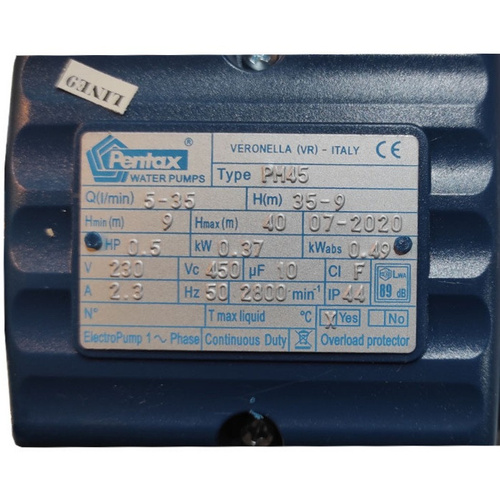 LINE9
Pentax ®
WATER PUMPS
VERONELLA (VR) - ITALY CE
Type PM45
Q(l/min) 5-35 H(m) 35-9
Hmin (m) 9 Hmax (m) 40 07-2020
HP 0.5 kW 0.37 kWabs 0.49
V 230 Vc 450 µF 10 Cl F LWA
A 2.3 Hz 50 2800 min-1 IP 44 89 dB
N° T max liquid °C X Yes No
ElectroPump 1 ~ Phase Continuous Duty Overload protector